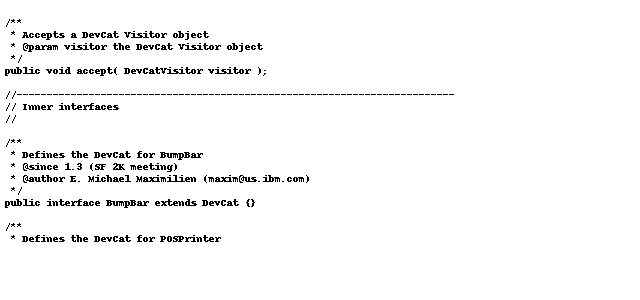 /**
 * Accepts a DevCat Visitor object
 * @param visitor the DevCat Visitor object
 */
public void accept( DevCatVisitor visitor );
//-------------------------------------------------------------------------
// Inner interfaces
//
/**
 * Defines the DevCat for BumpBar
 * @since 1.3 (SF 2K meeting)
 * @author E. Michael Maximilien (maxim@us.ibm.com)
 */
public interface BumpBar extends DevCat {}
/**
 * Defines the DevCat for POSPrinter